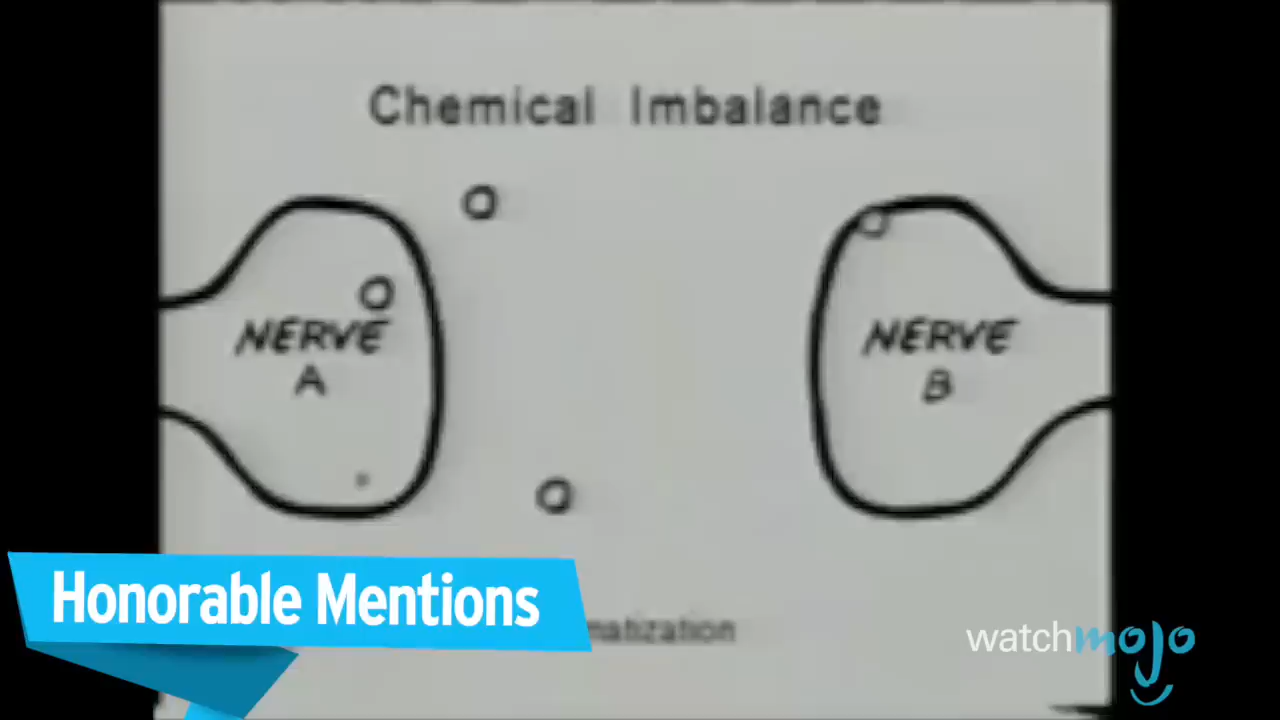 Chemical Imbalance
NERVE
A
NERVE
B
Honorable Mentions
watchmojo